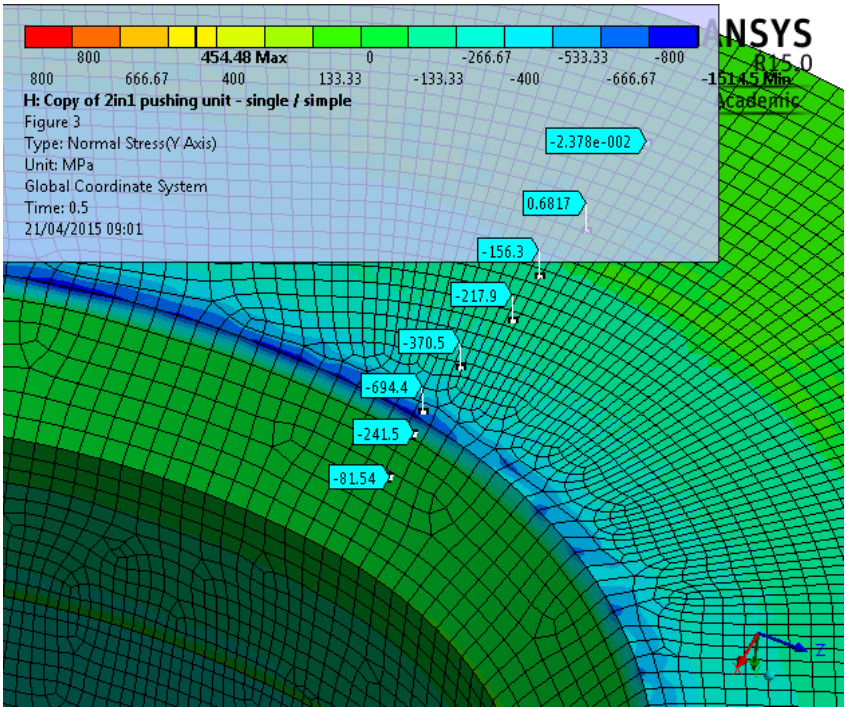 ANSYS
R15.0
Academic
800 454.48 Max 0 -266.67 -533.33 -800
800 666.67 400 133.33 -133.33 -400 -666.67 -1514.5 Min
H: Copy of 2in1 pushing unit - single / simple
Figure 3
Type: Normal Stress(Y Axis)
Unit: MPa
Global Coordinate System
Time: 0.5
21/04/2015 09:01
-2.378e-002
0.6817
-156.3
-217.9
-370.5
-694.4
-241.5
-81.54
Z